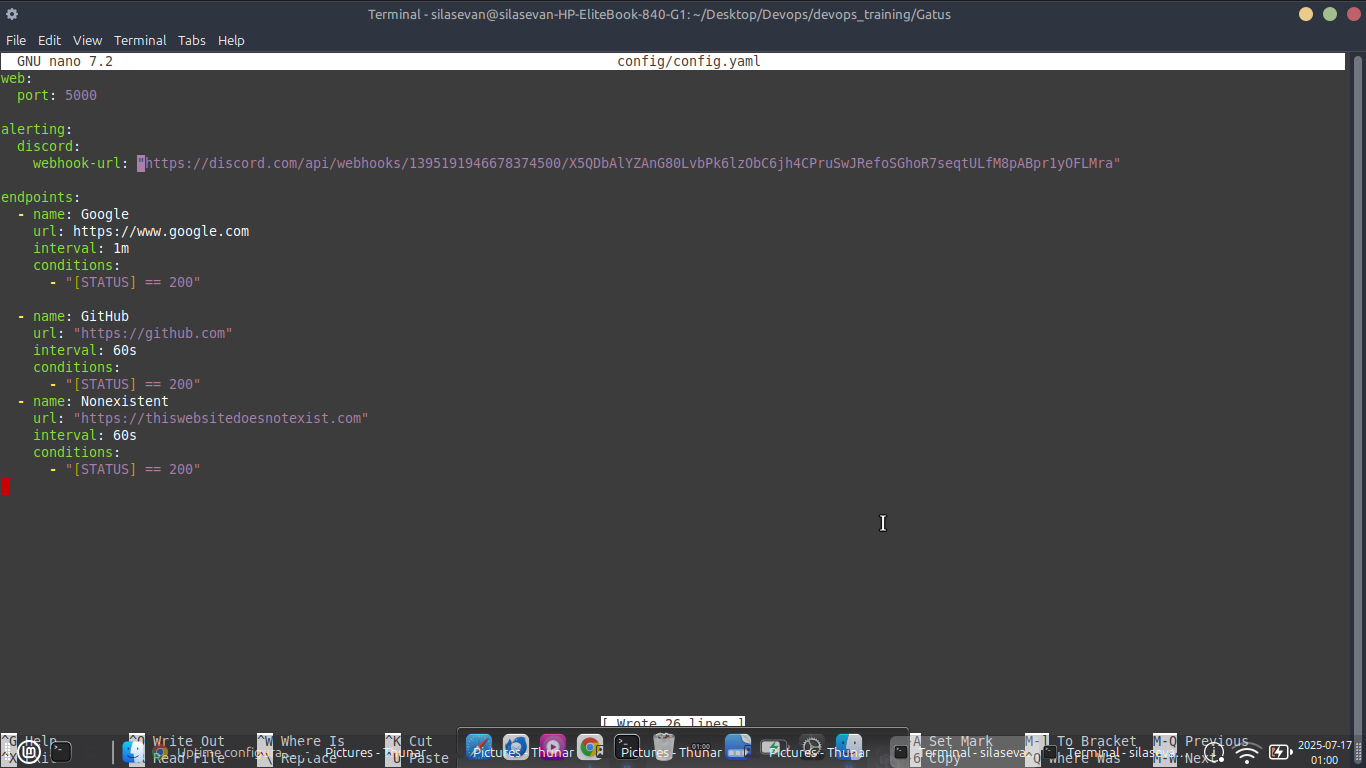 Terminal - silasevan@silasevan-HP-EliteBook-840-G1: ~/Desktop/Devops/devops_training/Gatus
File Edit View Terminal Tabs Help
GNU nano 7.2 config/config.yaml
web:
  port: 5000
alerting:
  discord:
    webhook-url: "https://discord.com/api/webhooks/1395191946678374500/X5QDbAlYZAnG80LvbPk6lzObC6jh4CPruSwJRefoSGhoR7seqtULfM8pABpr1yOFLMra"
endpoints:
  - name: Google
    url: https://www.google.com
    interval: 1m
    conditions:
      - "[STATUS] == 200"
  - name: GitHub
    url: "https://github.com"
    interval: 60s
    conditions:
      - "[STATUS] == 200"
  - name: Nonexistent
    url: "https://thiswebsitedoesnotexist.com"
    interval: 60s
    conditions:
      - "[STATUS] == 200"
[ Wrote 26 lines ]
^G Help ^O Write Out ^W Where Is ^K Cut Set Mark To Bracket M-Q Previous
Read File ^\ Replace ^U Paste Copy ^Q Where Was M-W Next
Uptime configura Pictures - Thunar Pictures - Thunar Pictures - Thunar Pictures - Thunar Terminal - silaseva Terminal - silaseva
01:00
2025-07-17
01:00